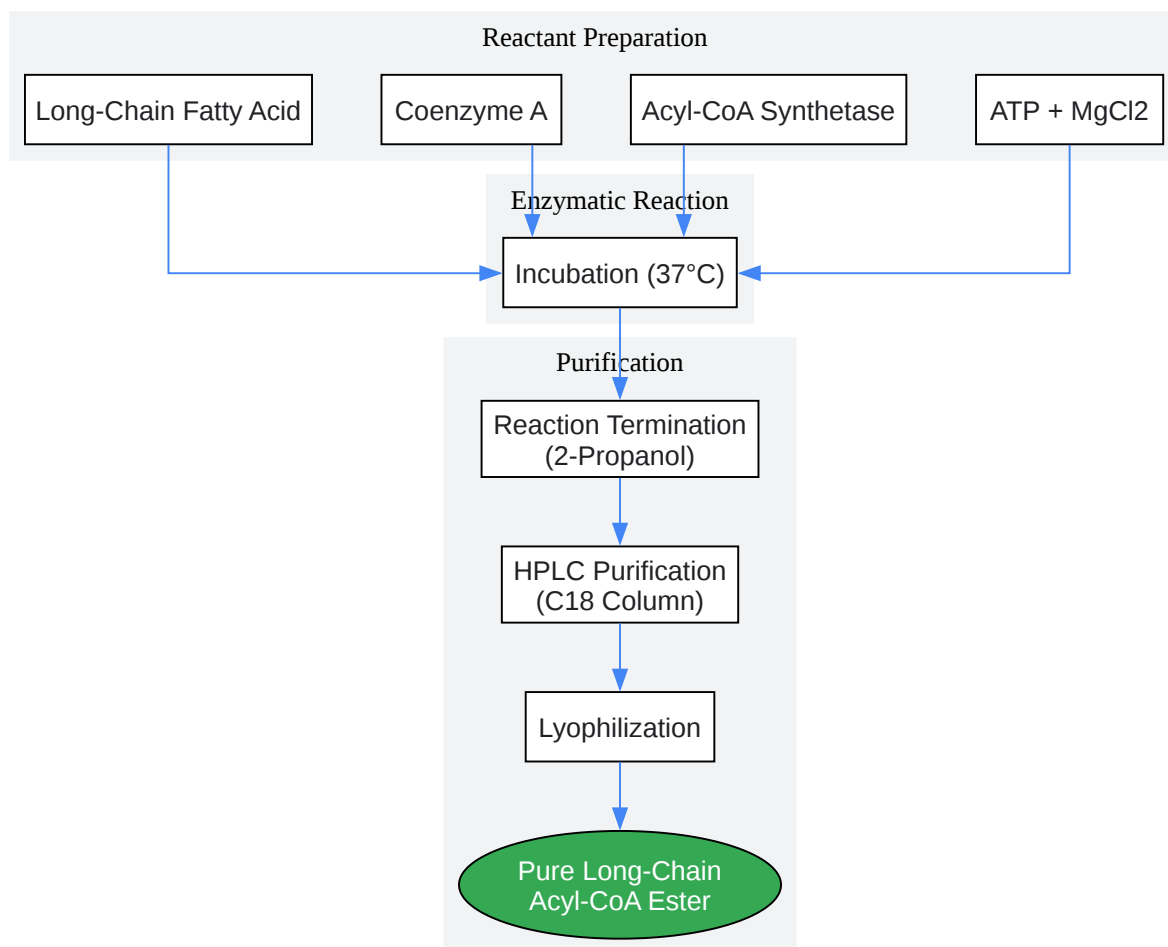 Reactant Preparation
Long-Chain Fatty Acid
Coenzyme A
Acyl-CoA Synthetase
ATP + MgCl2
Enzymatic Reaction
Incubation (37°C)
Purification
Reaction Termination
(2-Propanol)
HPLC Purification
(C18 Column)
Lyophilization
Pure Long-Chain
Acyl-CoA Ester